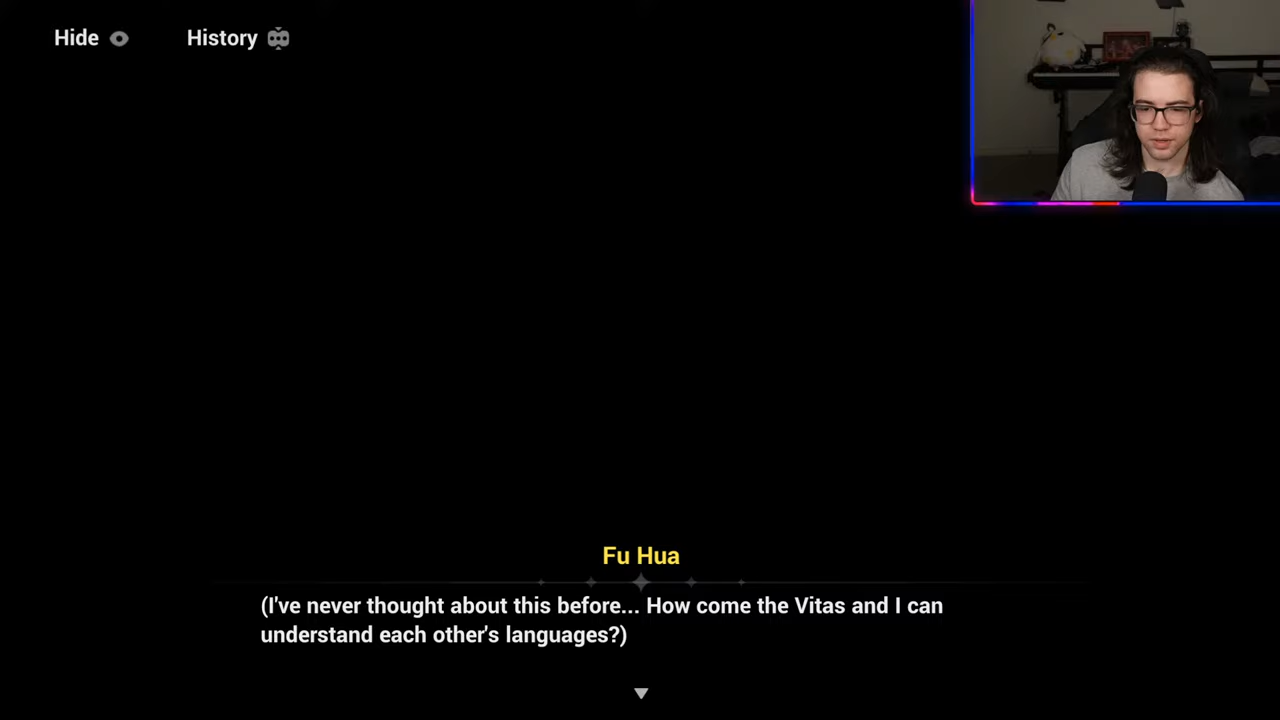 Hide
History
Fu Hua
(I've never thought about this before... How come the Vitas and I can
understand each other's languages?)